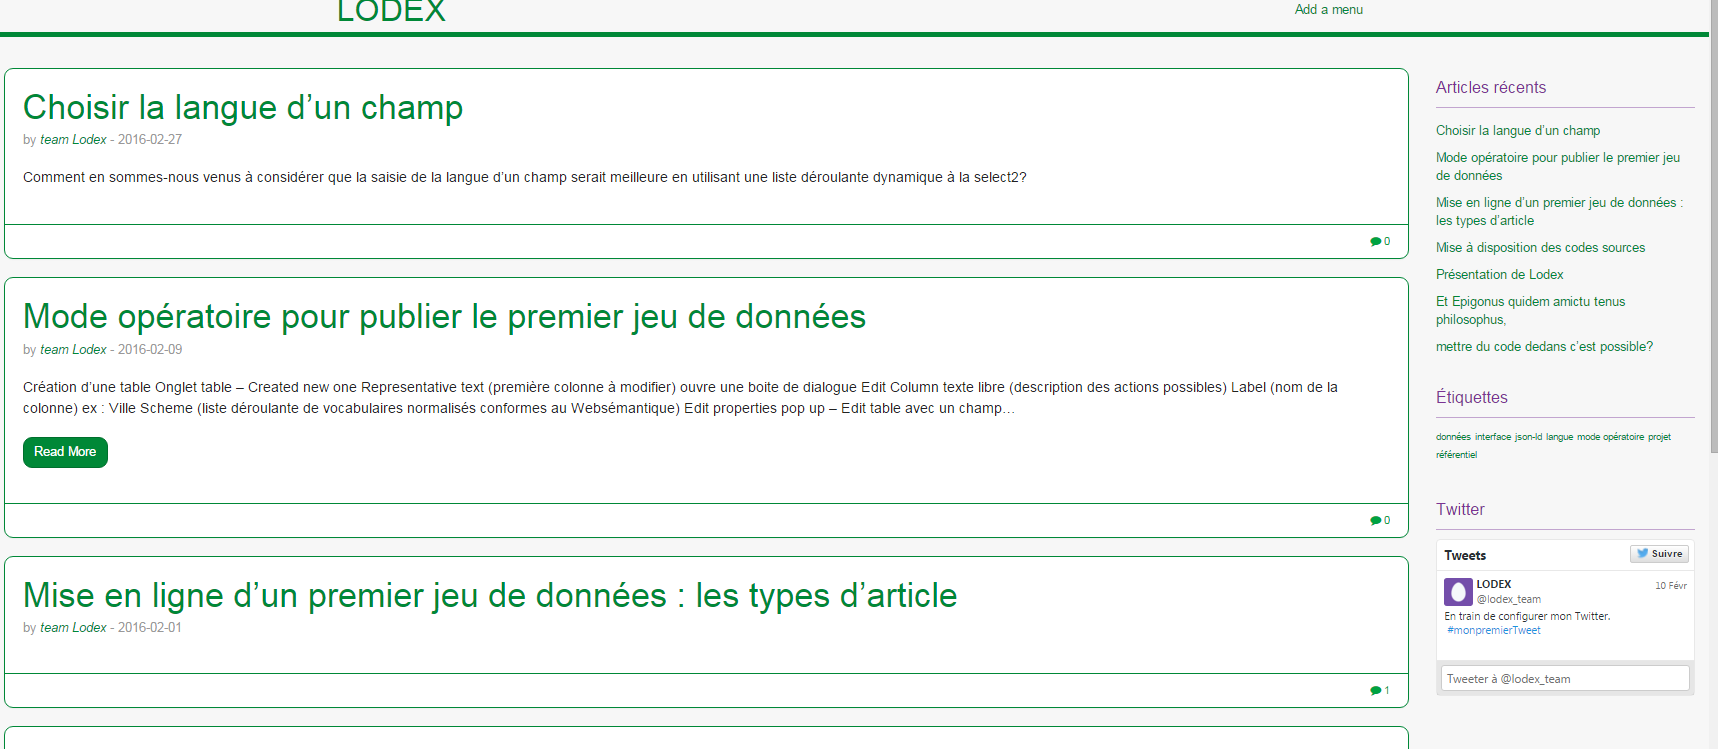 LODEX
Add a menu
Choisir la langue d’un champ
by team Lodex - 2016-02-27
Comment en sommes-nous venus à considérer que la saisie de la langue d’un champ serait meilleure en utilisant une liste déroulante dynamique à la select2?
0
Mode opératoire pour publier le premier jeu de données
by team Lodex - 2016-02-09
Création d’une table Onglet table – Created new one Representative text (première colonne à modifier) ouvre une boite de dialogue Edit Column texte libre (description des actions possibles) Label (nom de la
colonne) ex : Ville Scheme (liste déroulante de vocabulaires normalisés conformes au Websémantique) Edit properties pop up – Edit table avec un champ…
Read More
0
Mise en ligne d’un premier jeu de données : les types d’article
by team Lodex - 2016-02-01
1
Articles récents
Choisir la langue d’un champ
Mode opératoire pour publier le premier jeu
de données
Mise en ligne d’un premier jeu de données :
les types d’article
Mise à disposition des codes sources
Présentation de Lodex
Et Epigonus quidem amictu tenus
philosophus,
mettre du code dedans c’est possible?
Étiquettes
données interface json-ld langue mode opératoire projet
référentiel
Twitter
Tweets
Suivre
LODEX
10 Févr
@lodex_team
En train de configurer mon Twitter.
#monpremierTweet
Tweeter à @lodex_team